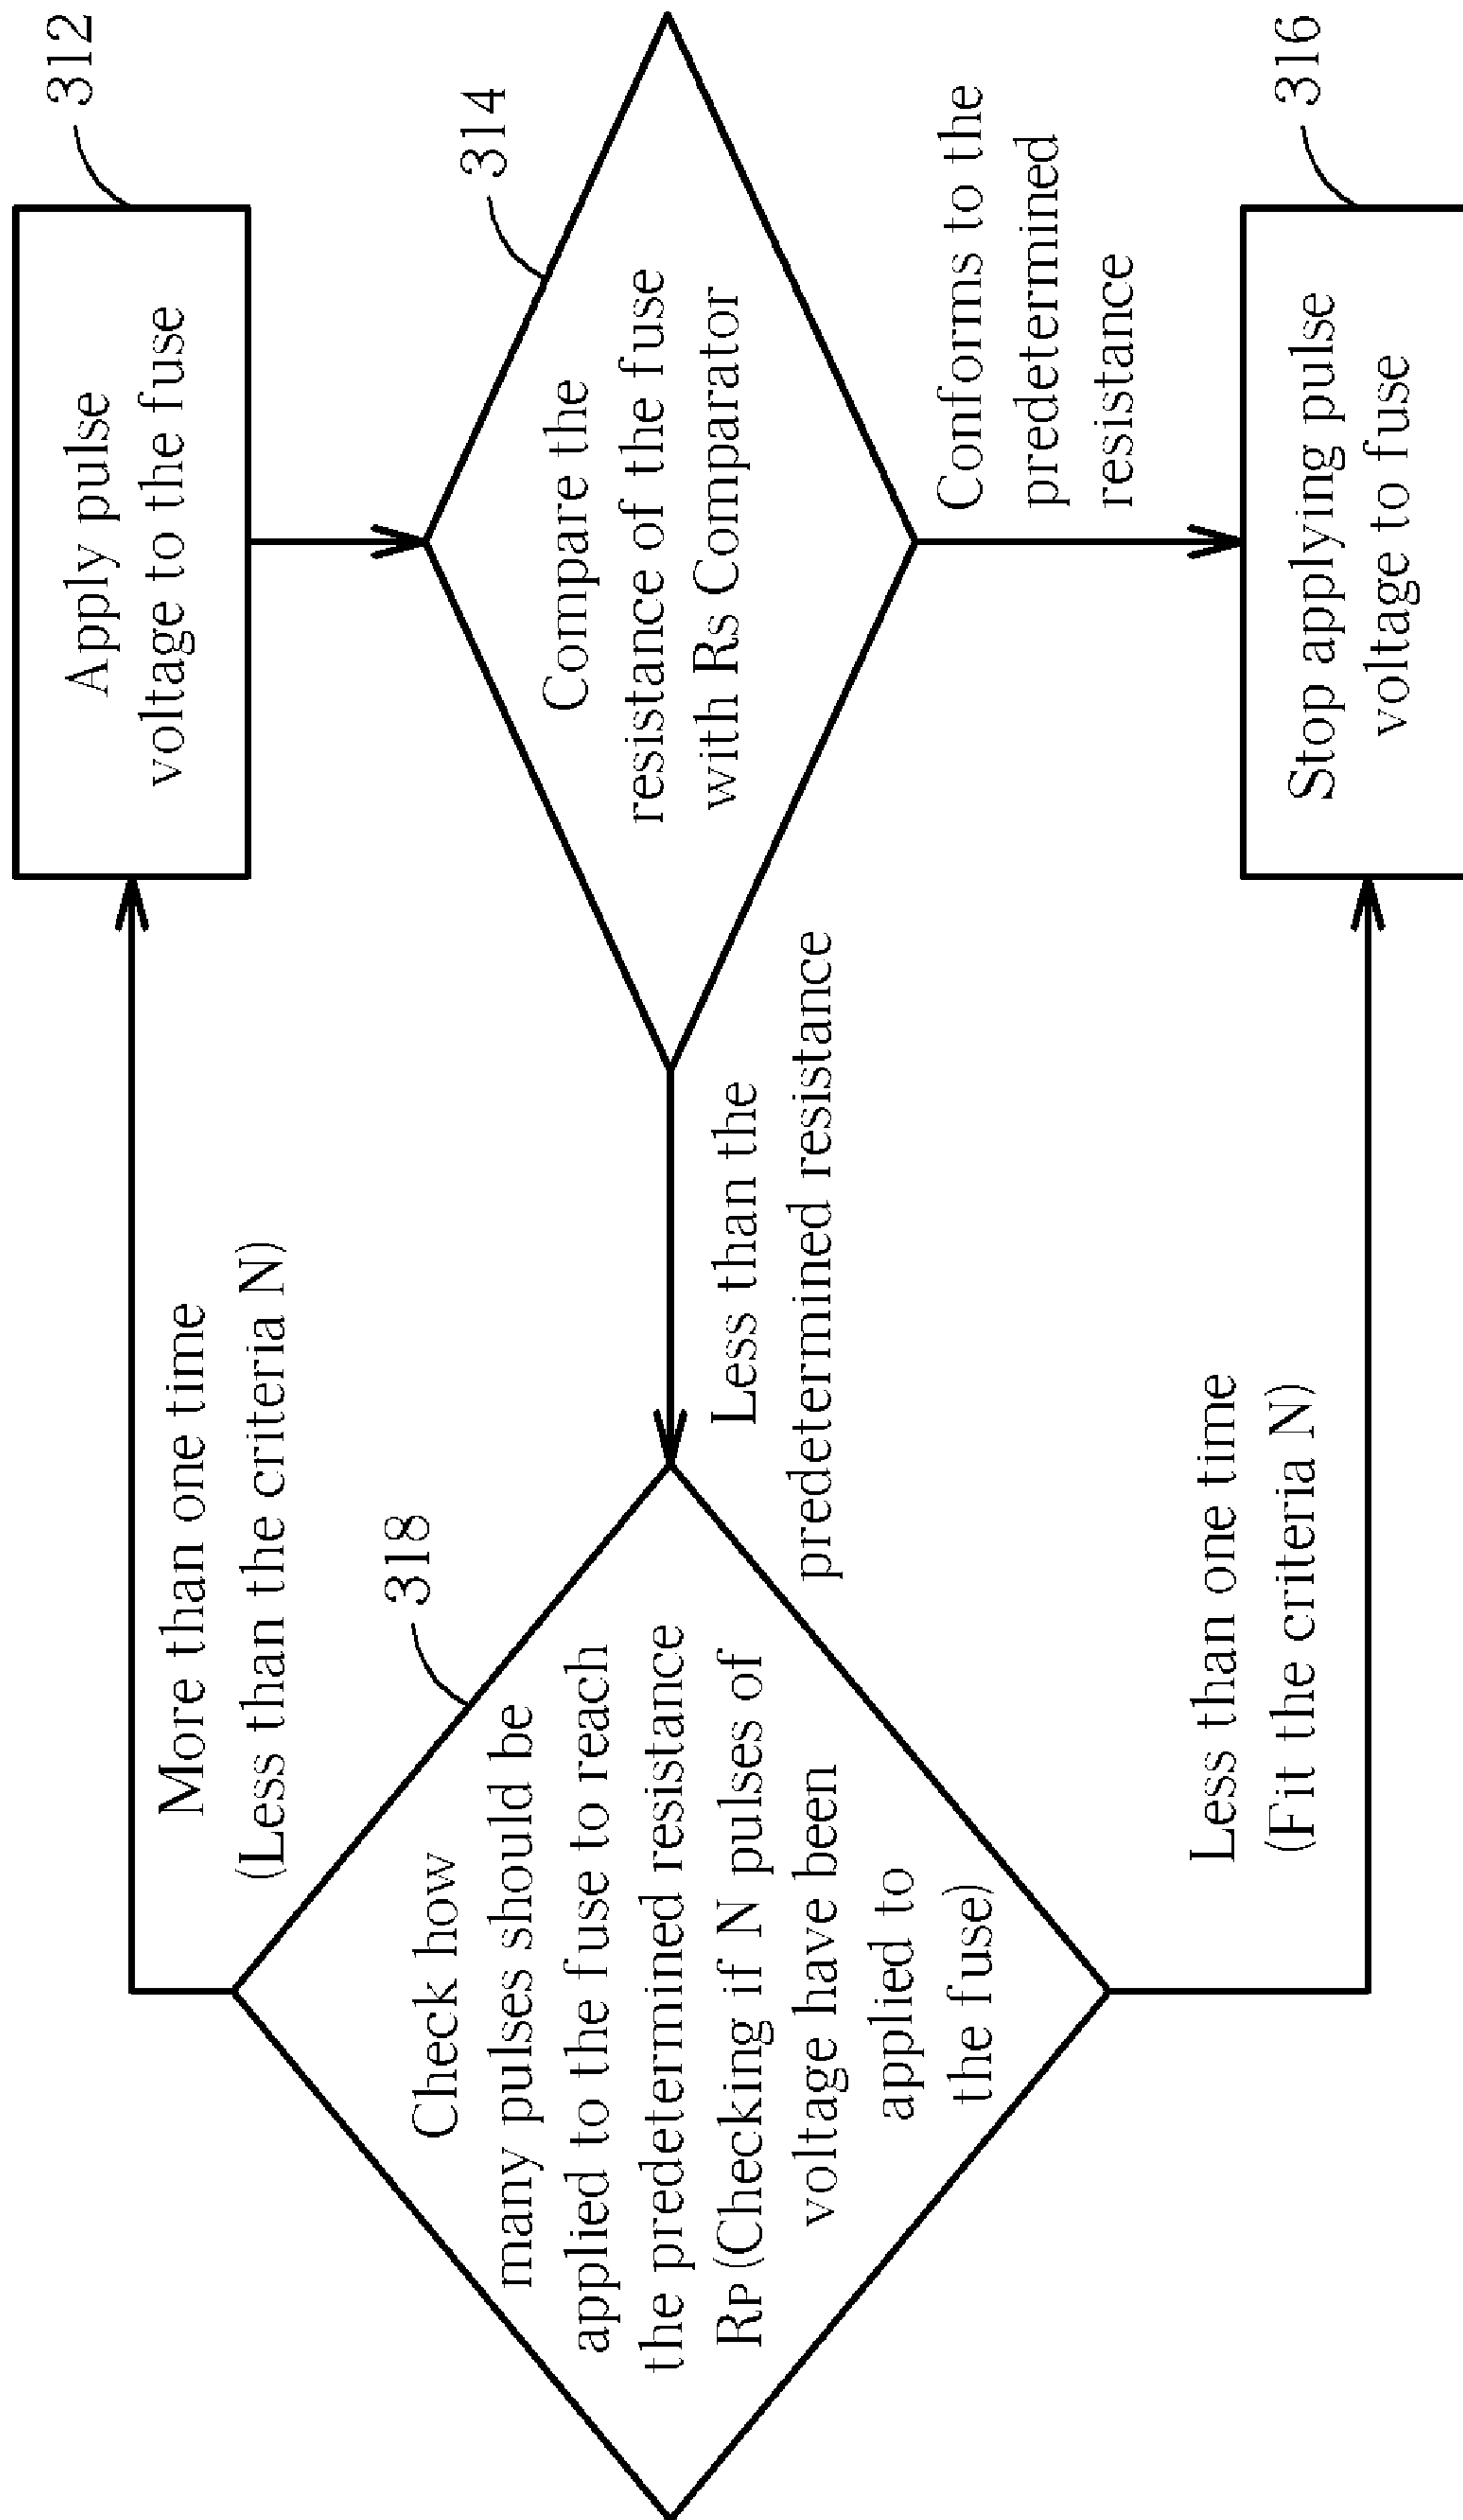 Apply pulse
voltage to the fuse
312
More than one time
(Less than the criteria N)
Compare the
resistance of the fuse
with Rs Comparator
314
Check how
many pulses should be
applied to the fuse to reach
the predetermined resistance
RP(Checking if N pulses of
voltage have been
applied to
the fuse)
318
Less than the
predetermined resistance
Conforms to the
predetermined
resistance
Less than one time
(Fit the criteria N)
Stop applying pulse
voltage to fuse
316